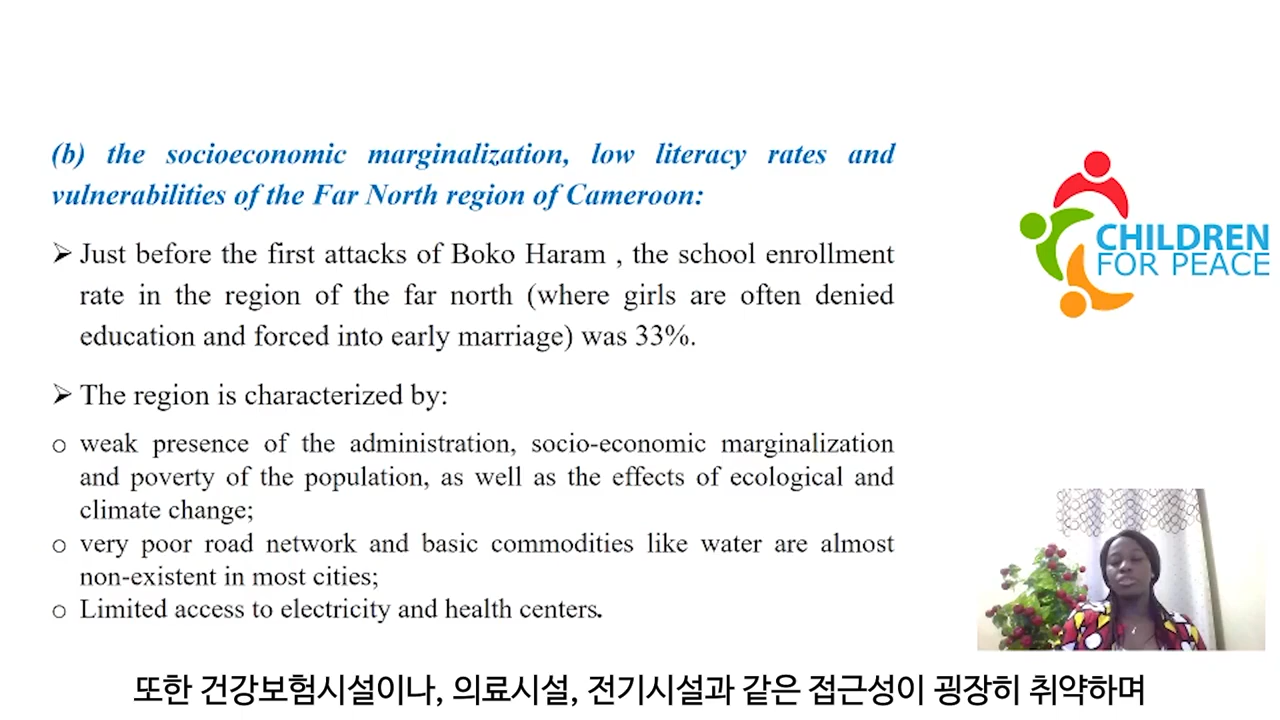 (b) the socioeconomic marginalization, low literacy rates and
vulnerabilities of the Far North region of Cameroon:
➢ Just before the first attacks of Boko Haram , the school enrollment
rate in the region of the far north (where girls are often denied
education and forced into early marriage) was 33%.
➢ The region is characterized by:
o weak presence of the administration, socio-economic marginalization
and poverty of the population, as well as the effects of ecological and
climate change;
o very poor road network and basic commodities like water are almost
non-existent in most cities;
o Limited access to electricity and health centers.
CHILDREN
FOR PEACE
또한 건강보험시설이나, 의료시설, 전기시설과 같은 접근성이 굉장히 취약하며